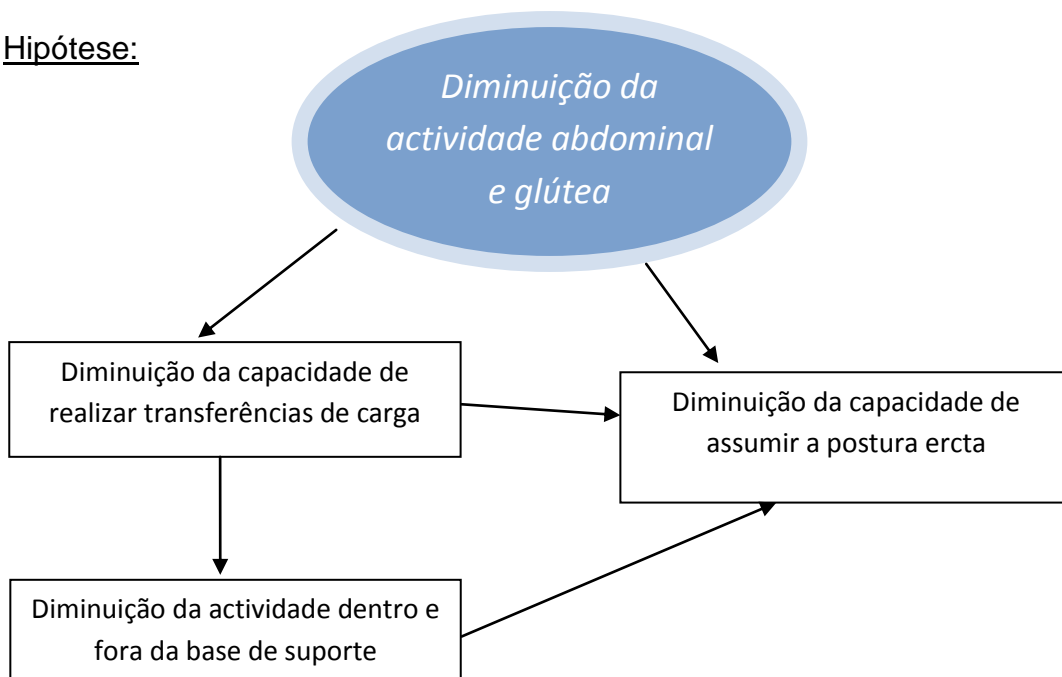 Hipótese:
Diminuição da
actividade abdominal
e glútea
Diminuição da capacidade de
realizar transferências de carga
Diminuição da capacidade de
assumir a postura ercta
Diminuição da actividade dentro e
fora da base de suporte